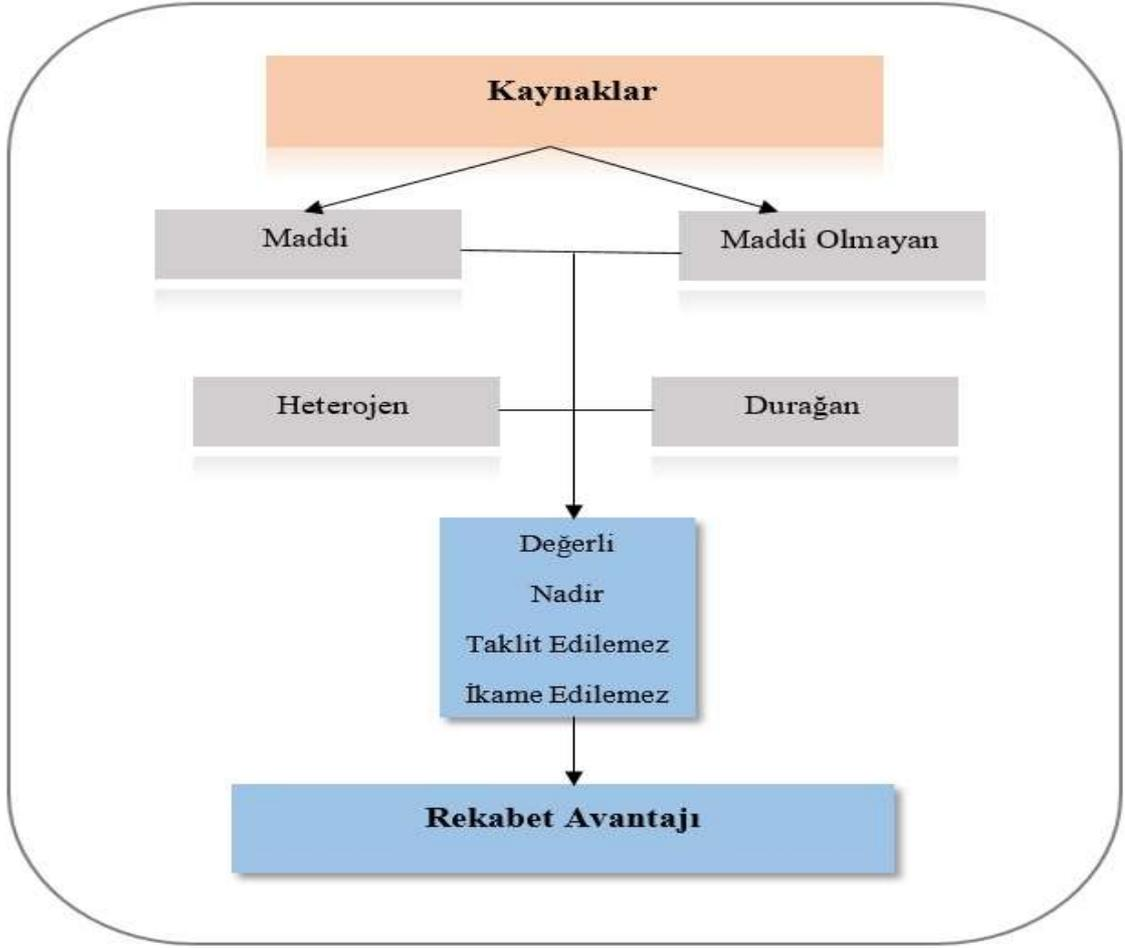 Kaynaklar
Maddi
Maddi Olmayan
Heterojen
Durağan
Değerli
Nadir
Taklit Edilemez
İkame Edilemez
Rekabet Avantajı